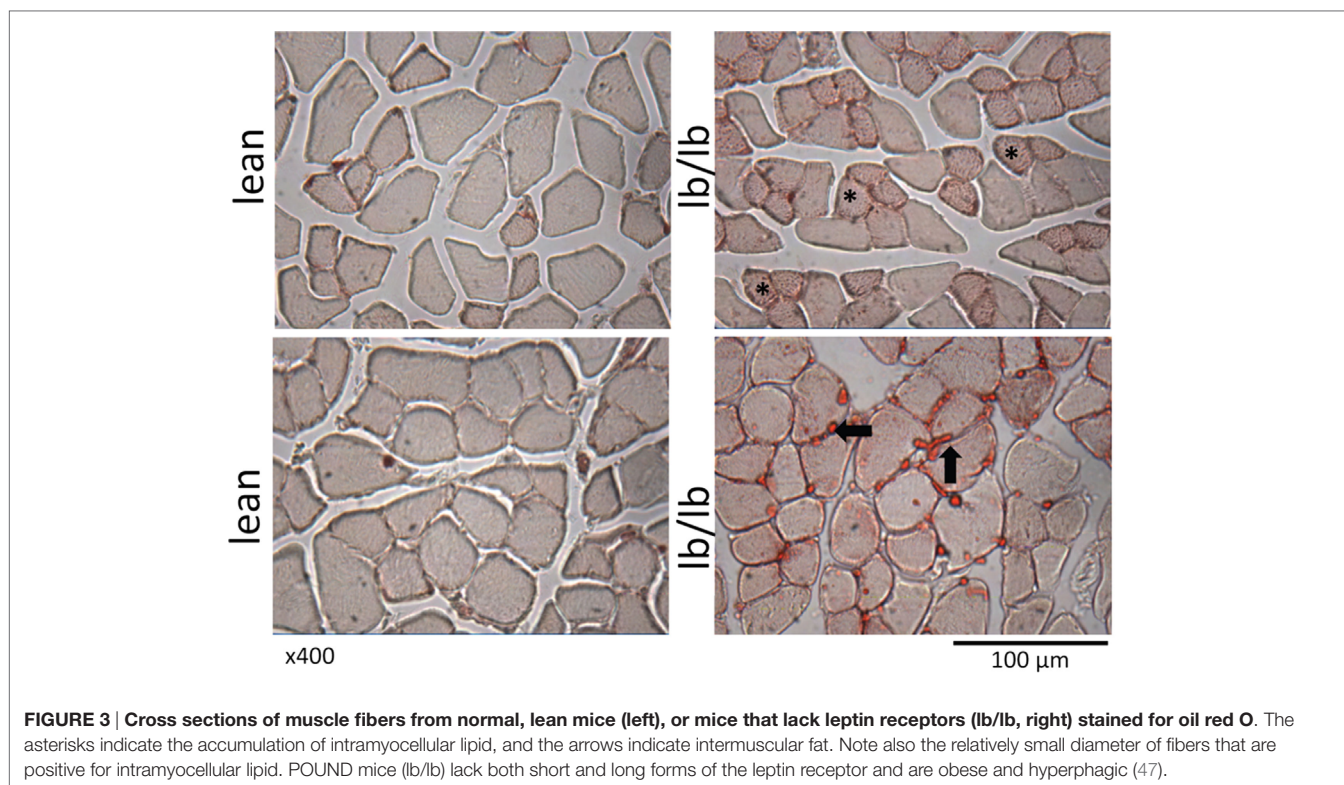 lean
lb/lb
*
*
*
lean
lb/lb
x400
100 µm
FIGURE 3 | Cross sections of muscle fibers from normal, lean mice (left), or mice that lack leptin receptors (lb/lb, right) stained for oil red O. The
asterisks indicate the accumulation of intramyocellular lipid, and the arrows indicate intermuscular fat. Note also the relatively small diameter of fibers that are
positive for intramyocellular lipid. POUND mice (lb/lb) lack both short and long forms of the leptin receptor and are obese and hyperphagic (47).